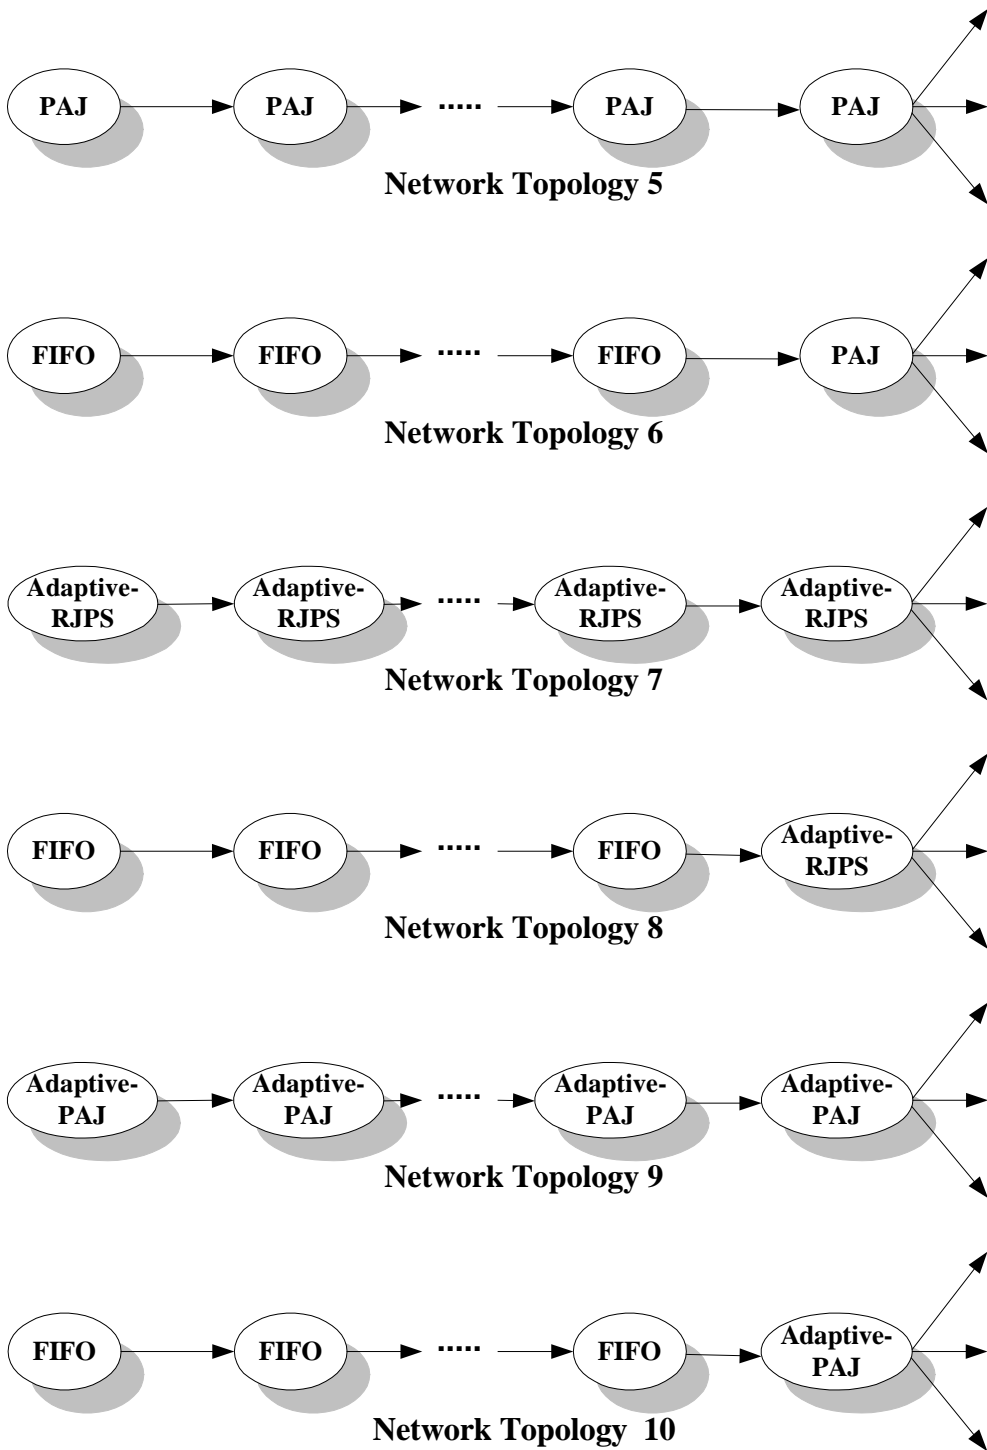 PAJ PAJ ..... PAJ PAJ
Network Topology 5
FIFO FIFO ..... FIFO PAJ
Network Topology 6
Adaptive- Adaptive- ..... Adaptive- Adaptive-
RJPS RJPS RJPS RJPS
Network Topology 7
FIFO FIFO ..... FIFO Adaptive-
RJPS
Network Topology 8
Adaptive- Adaptive- ..... Adaptive- Adaptive-
PAJ PAJ PAJ PAJ
Network Topology 9
FIFO FIFO ..... FIFO Adaptive-
PAJ
Network Topology 10